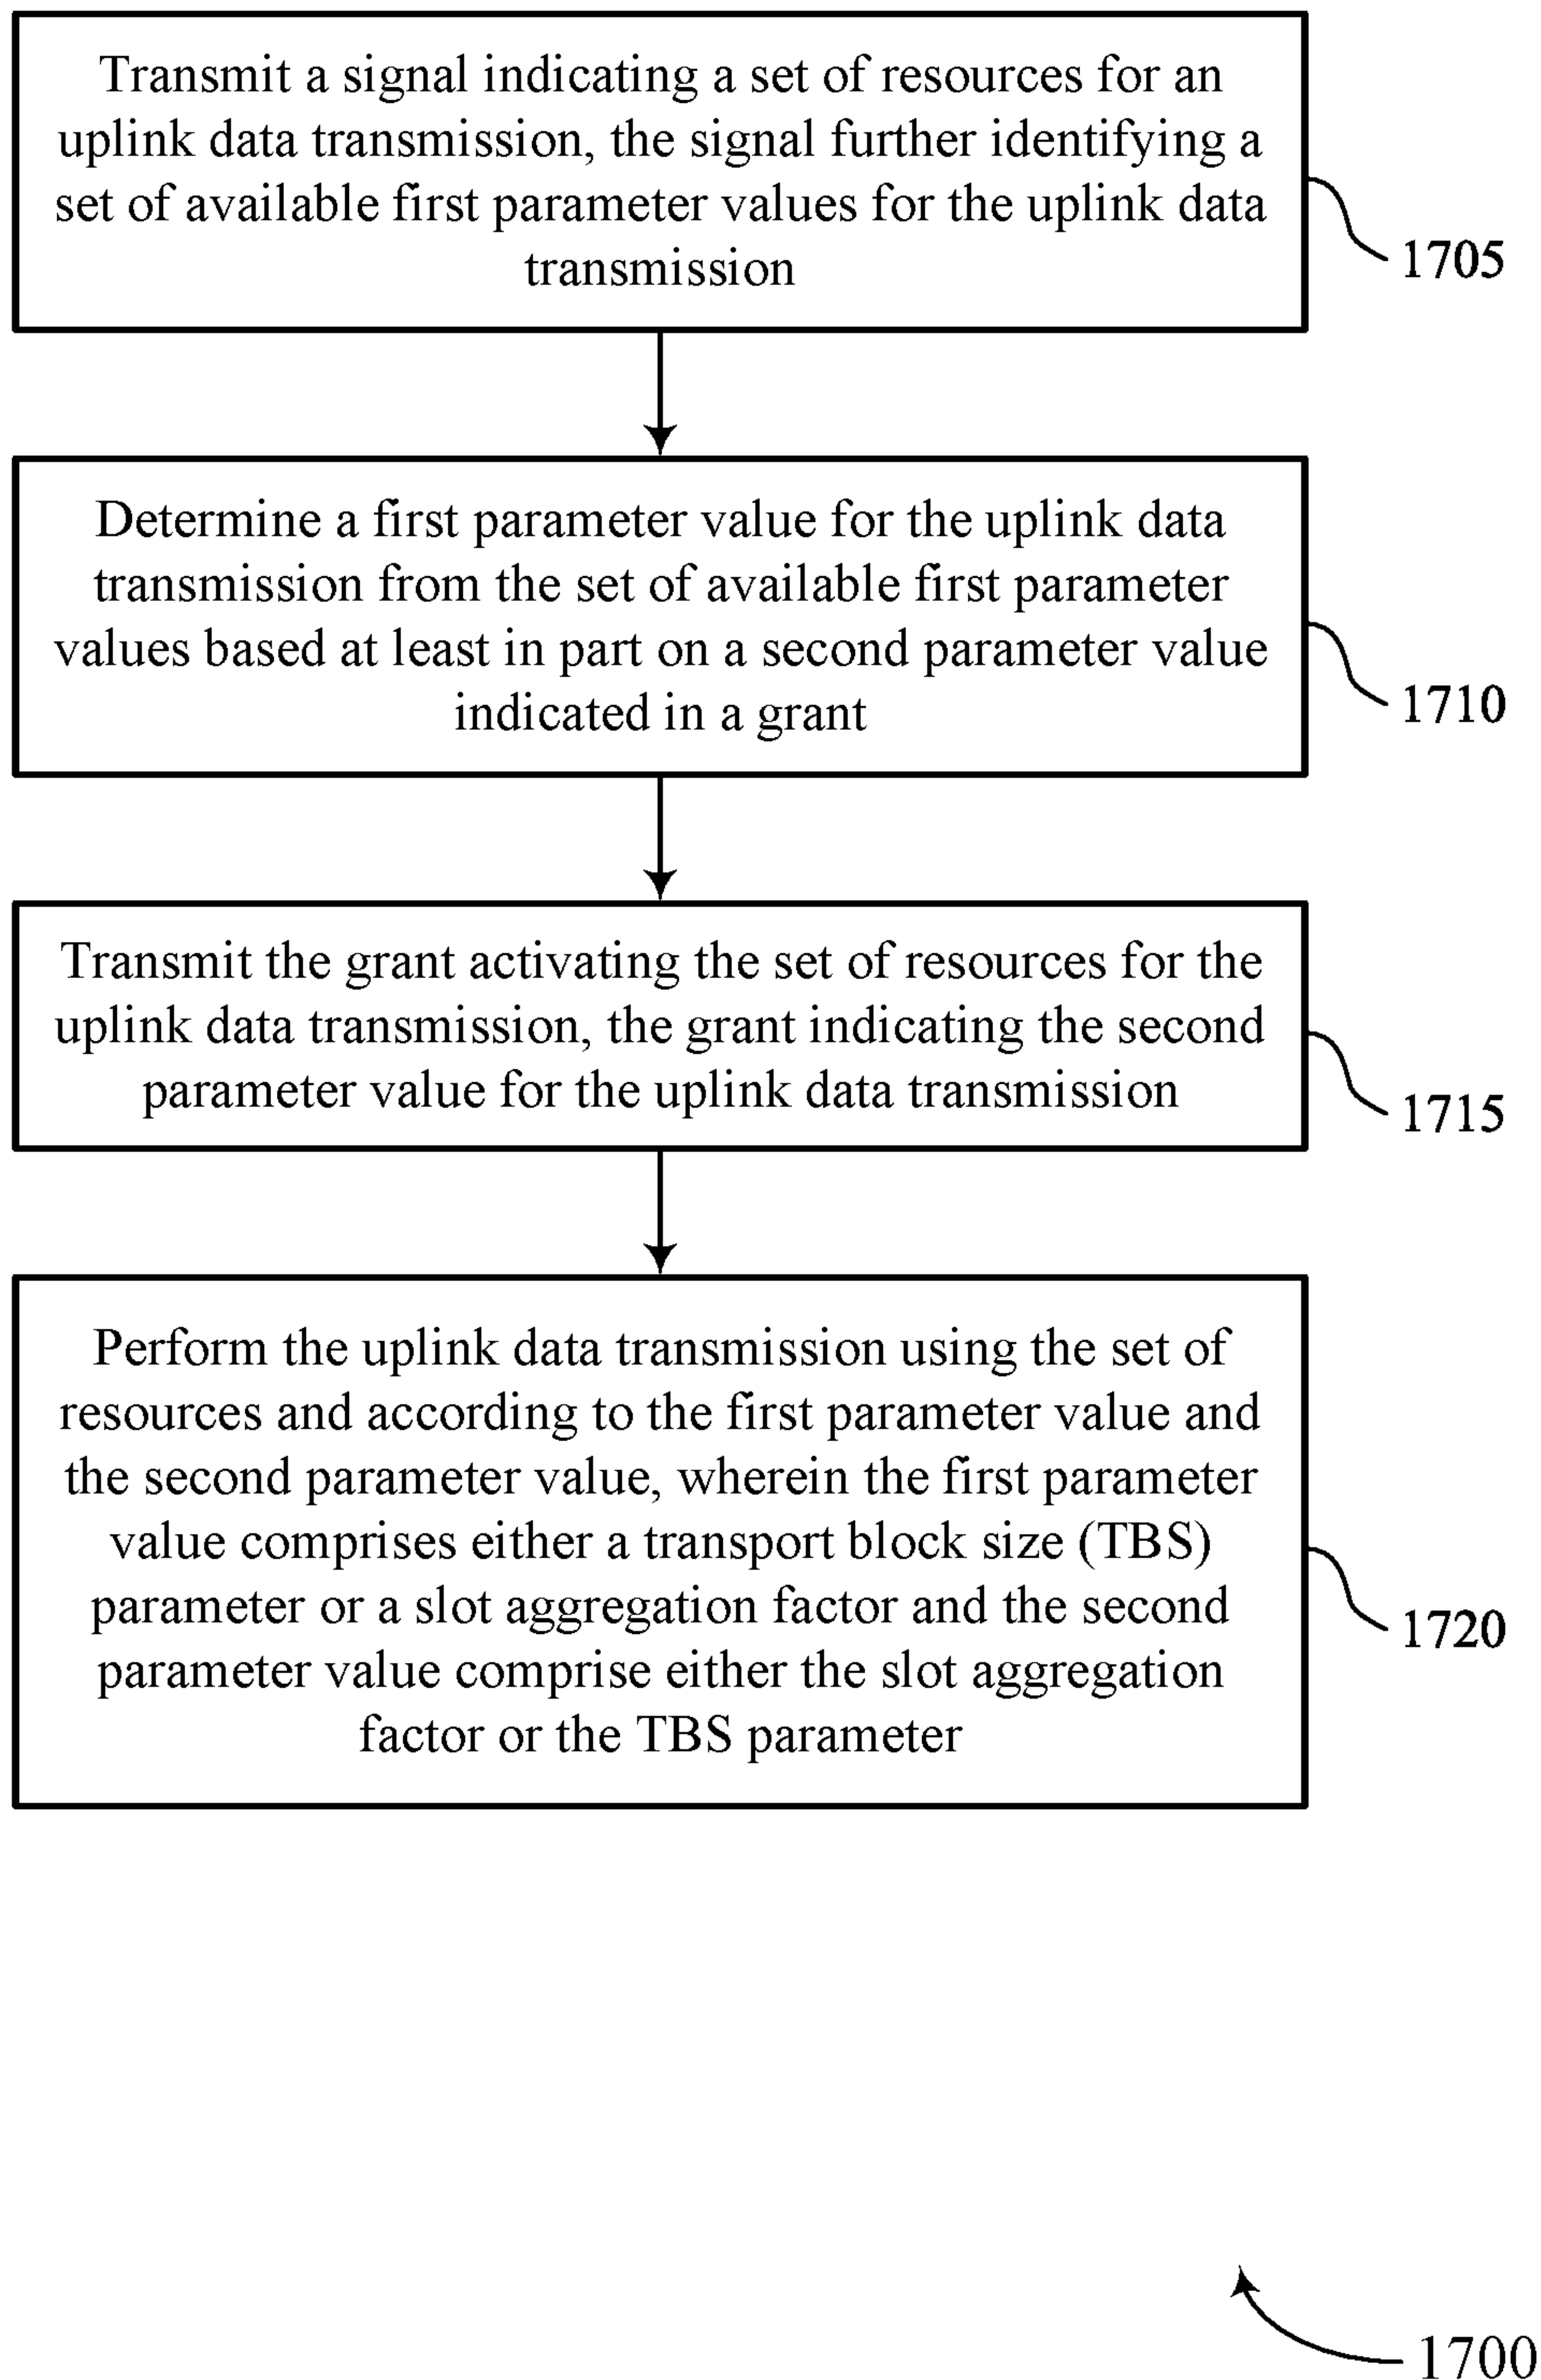 Transmit a signal indicating a set of resources for an
uplink data transmission, the signal further identifying a
set of available first parameter values for the uplink data
transmission
1705
Determine a first parameter value for the uplink data
transmission from the set of available first parameter
values based at least in part on a second parameter value
indicated in a grant
1710
Transmit the grant activating the set of resources for the
uplink data transmission, the grant indicating the second
parameter value for the uplink data transmission
1715
Perform the uplink data transmission using the set of
resources and according to the first parameter value and
the second parameter value, wherein the first parameter
value comprises either a transport block size (TBS)
parameter or a slot aggregation factor and the second
parameter value comprise either the slot aggregation
factor or the TBS parameter
1720
1700